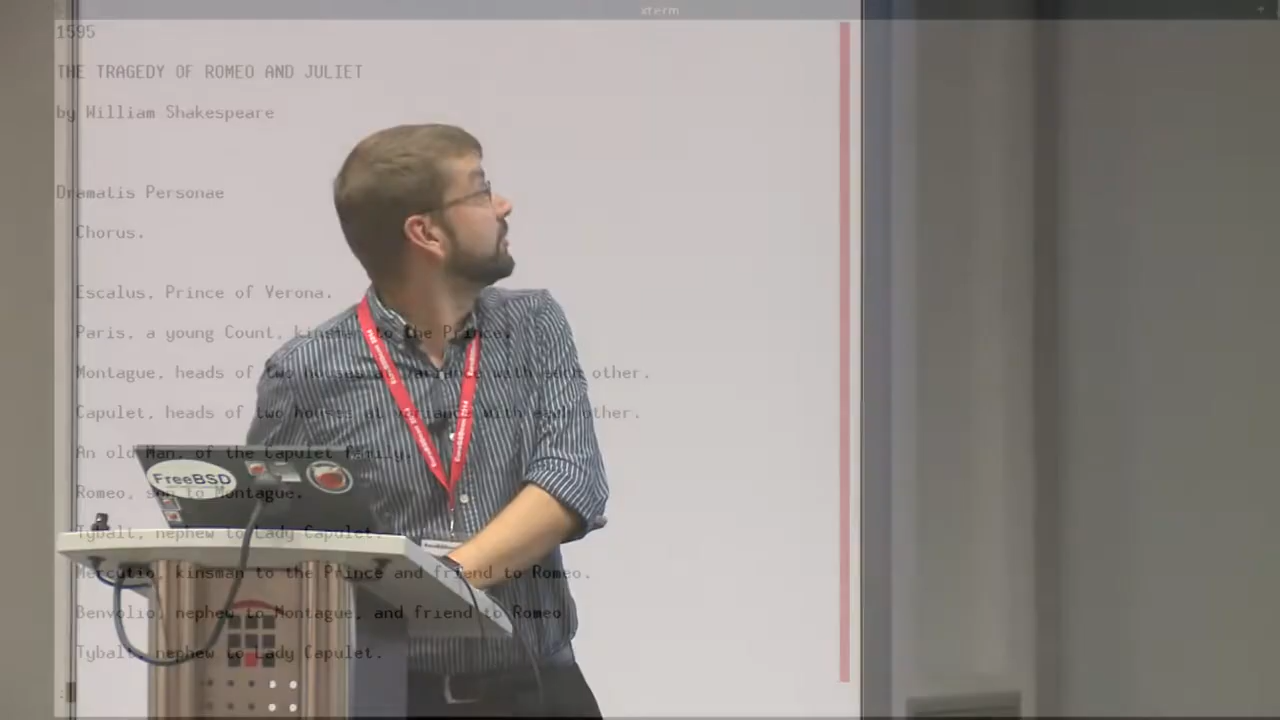 xterm
1595
THE TRAGEDY OF ROMEO AND JULIET
by William Shakespeare
Dramatis Personae
Chorus.
Escalus, Prince of Verona.
Paris, a young Count, kinsman to the Prince.
Montague, heads of two houses at variance with each other.
Capulet, heads of two houses at variance with each other.
An old Man, of the Capulet family.
FreeBSD
Romeo, son to Montague.
Tybalt, nephew to Lady Capulet.
Mercutio, kinsman to the Prince and friend to Romeo.
Benvolio, nephew to Montague, and friend to Romeo
Tybalt, nephew to Lady Capulet.
: